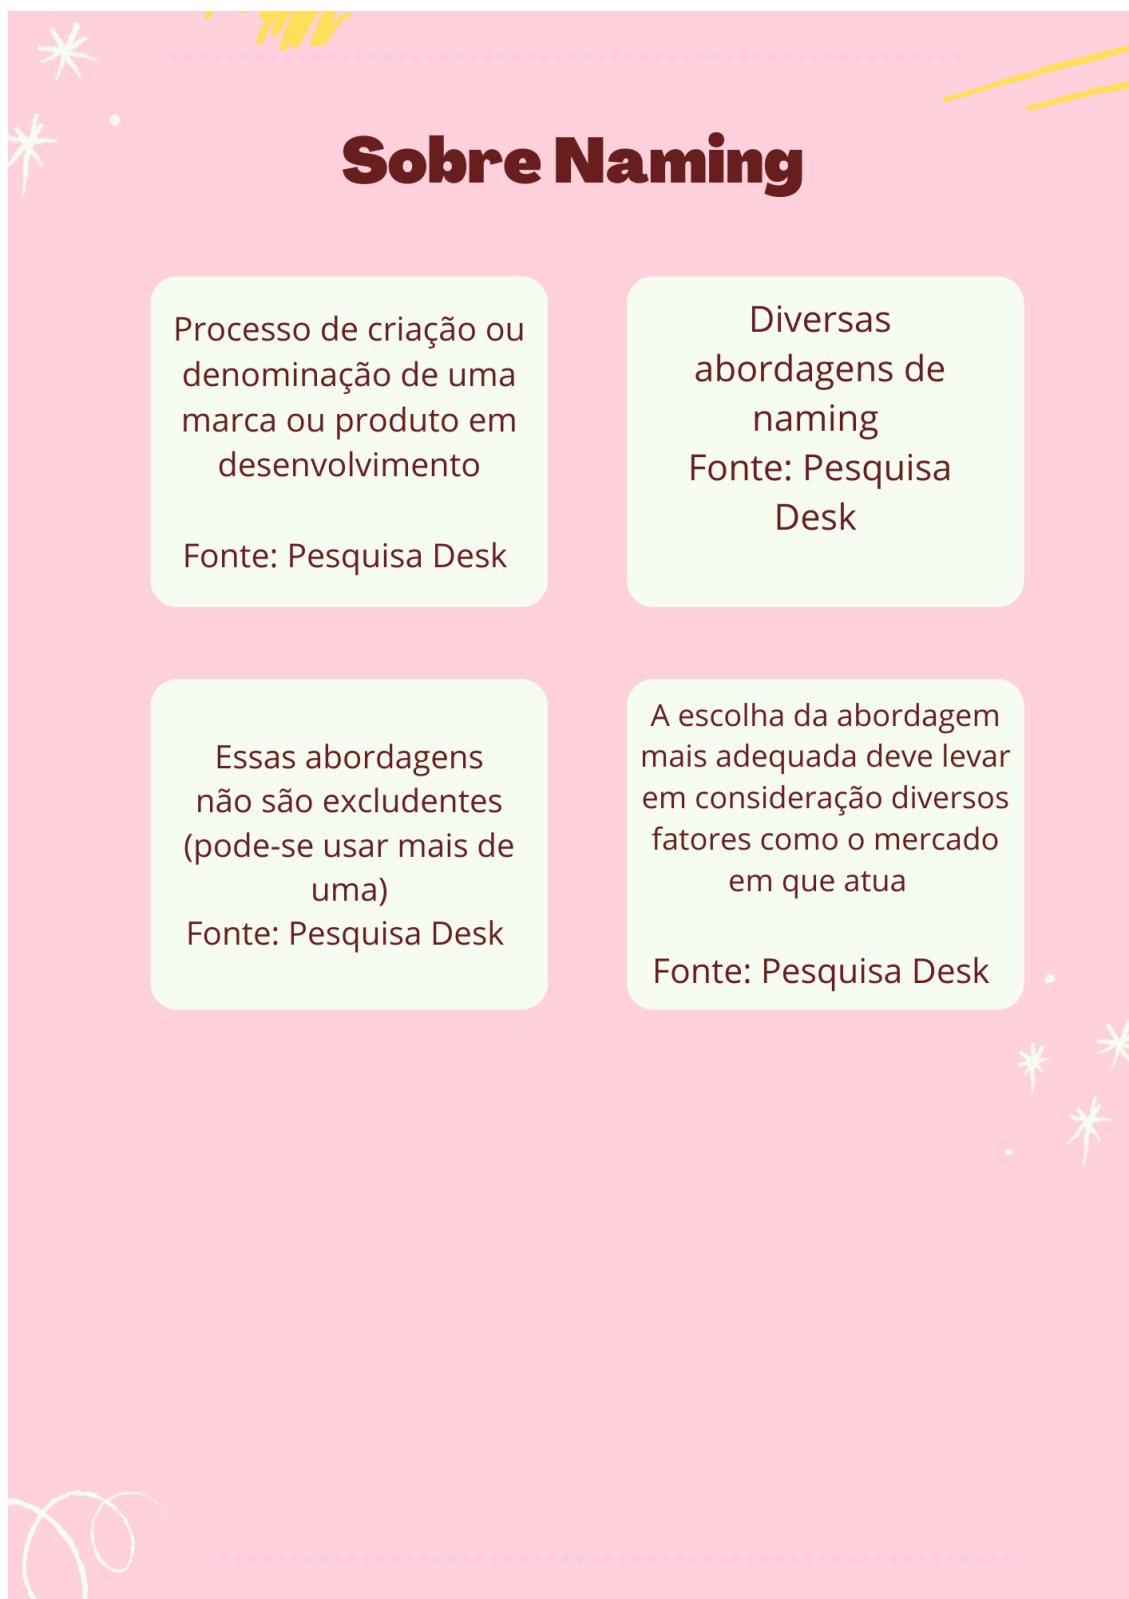 Sobre Naming
Processo de criação ou
denominação de uma
marca ou produto em
desenvolvimento
Fonte: Pesquisa Desk
Diversas
abordagens de
naming
Fonte: Pesquisa
Desk
Essas abordagens
não são excludentes
(pode-se usar mais de
uma)
Fonte: Pesquisa Desk
A escolha da abordagem
mais adequada deve levar
em consideração diversos
fatores como o mercado
em que atua
Fonte: Pesquisa Desk